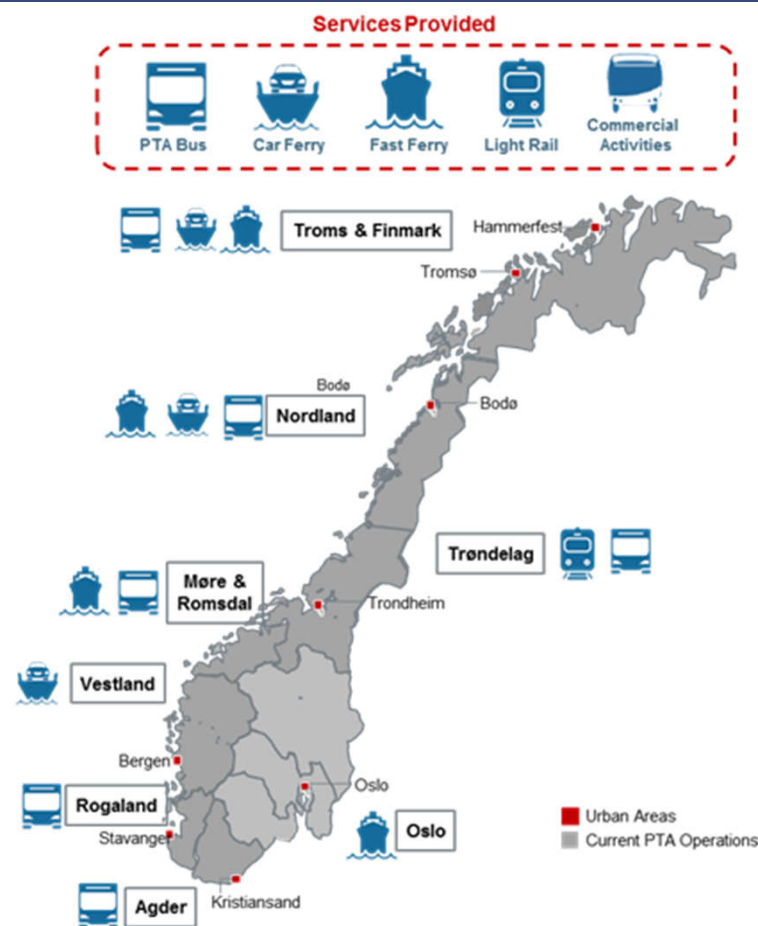 Services Provided
PTA Bus
Car Ferry
Fast Ferry
Light Rail
Commercial
Activities
Troms & Finmark
Hammerfest
Tromsø
Bodø
Nordland
Bodø
Trøndelag
Møre &
Romsdal
Trondheim
Vestland
Bergen
Rogaland
Oslo
Urban Areas
Stavanger
Oslo
Current PTA Operations
Agder
Kristiansand